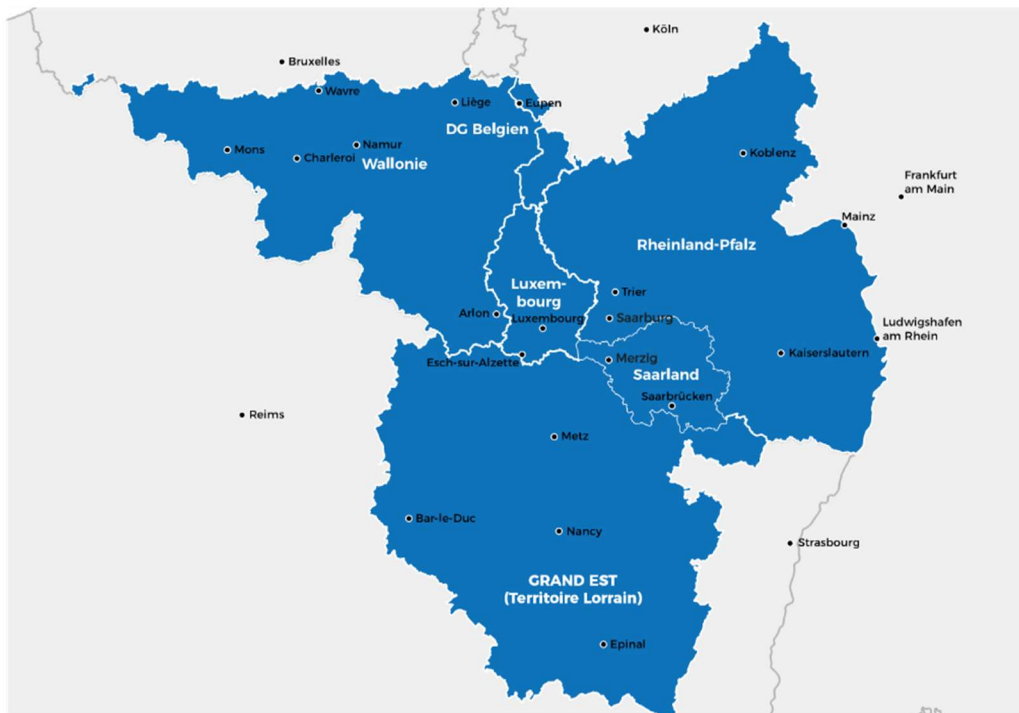 Köln
Bruxelles
Wavre
Liège
Eupen
DG Belgien
Mons
Namur
Charleroi
Wallonie
Koblenz
Frankfurt
am Main
Mainz
Rheinland-Pfalz
Luxem-
bourg
Trier
Arlon
Luxembourg
Saarburg
Ludwigshafen
am Rhein
Esch-sur-Alzette
Merzig
Kaiserslautern
Saarland
Saarbrücken
Reims
Metz
Bar-le-Duc
Nancy
Strasbourg
GRAND EST
(Territoire Lorrain)
Epinal